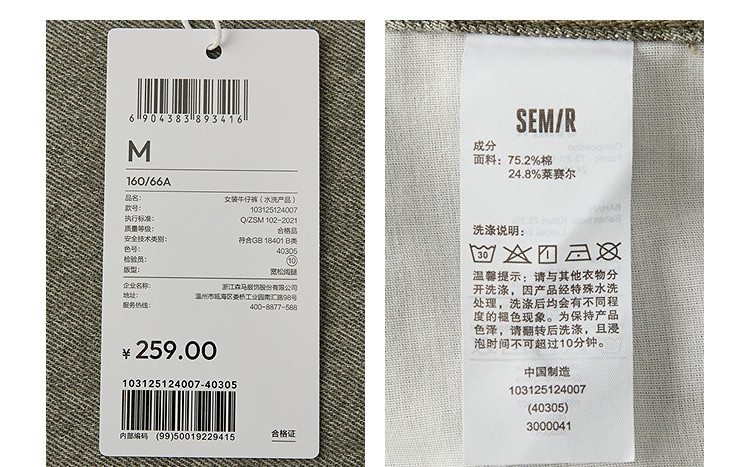 6904383893416
M
160/66A
品名: 女装牛仔裤（水洗产品）
款号: 103125124007
执行标准: Q/ZSM 102-2021
质量等级: 合格品
安全技术类别: 符合GB 18401 B类
色号: 40305
检验员: 10
版型: 宽松阔腿
企业名称: 浙江森马服饰股份有限公司
地址: 温州市瓯海区娄桥工业园南汇路98号
服务热线: 400-8877-588
¥ 259.00
103125124007-40305
内部编码 (99)50019229415
合格证
SEM/R
成分
面料: 75.2%棉
24.8%莱赛尔
洗涤说明:
30
温馨提示: 请与其他衣物分
开洗涤, 因产品经特殊水洗
处理, 洗涤后均会有不同程
度的褪色现象。为保持产品
色泽, 请翻转后洗涤, 且浸
泡时间不可超过10分钟。
中国制造
103125124007
(40305)
3000041